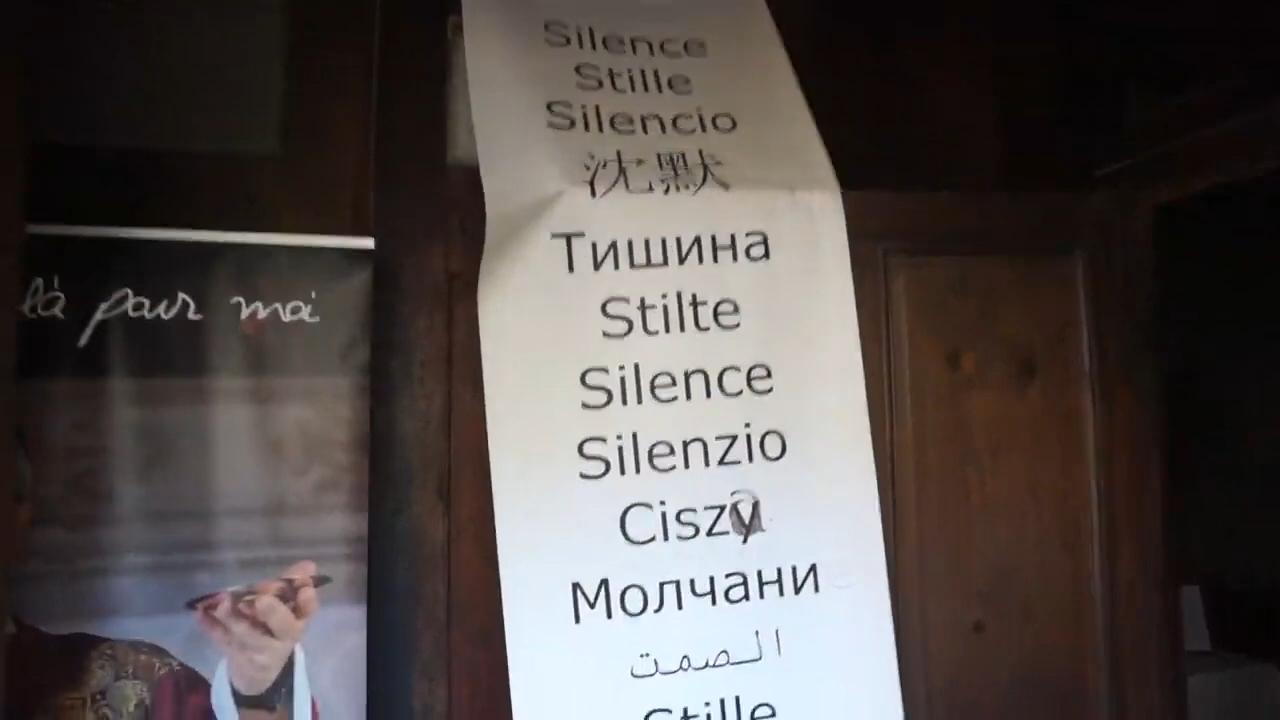 Silence
Stille
Silencio
沈默
Тишина
Stilte
Silence
Silenzio
Ciszy
Молчани
الصمت
Stille
là pour moi